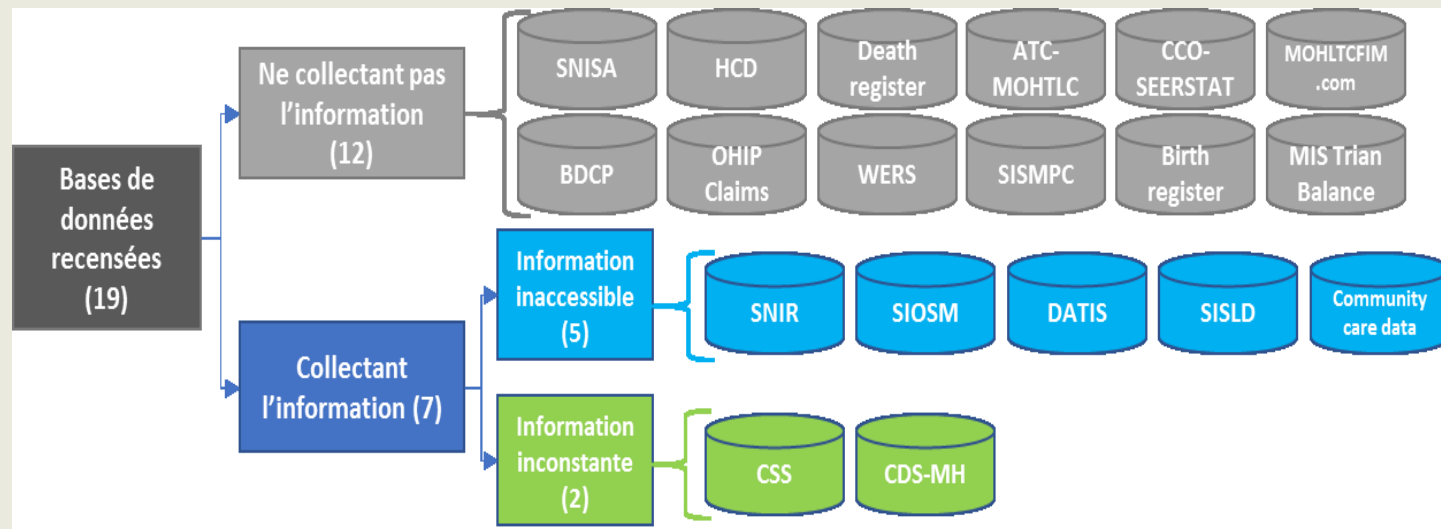 Bases de
données
recensées
(19)
Ne collectant pas
l’information
(12)
SNISA
HCD
Death
register
ATC-
MOHTLC
CCO-
SEERSTAT
MOHLTCFIM
.com
BDCP
OHIP
Claims
WERS
SISMPC
Birth
register
MIS Trian
Balance
Collectant
l’information (7)
Information
inaccessible
(5)
SNIR
SIOSM
DATIS
SISLD
Community
care data
Information
inconstante
(2)
CSS
CDS-MH